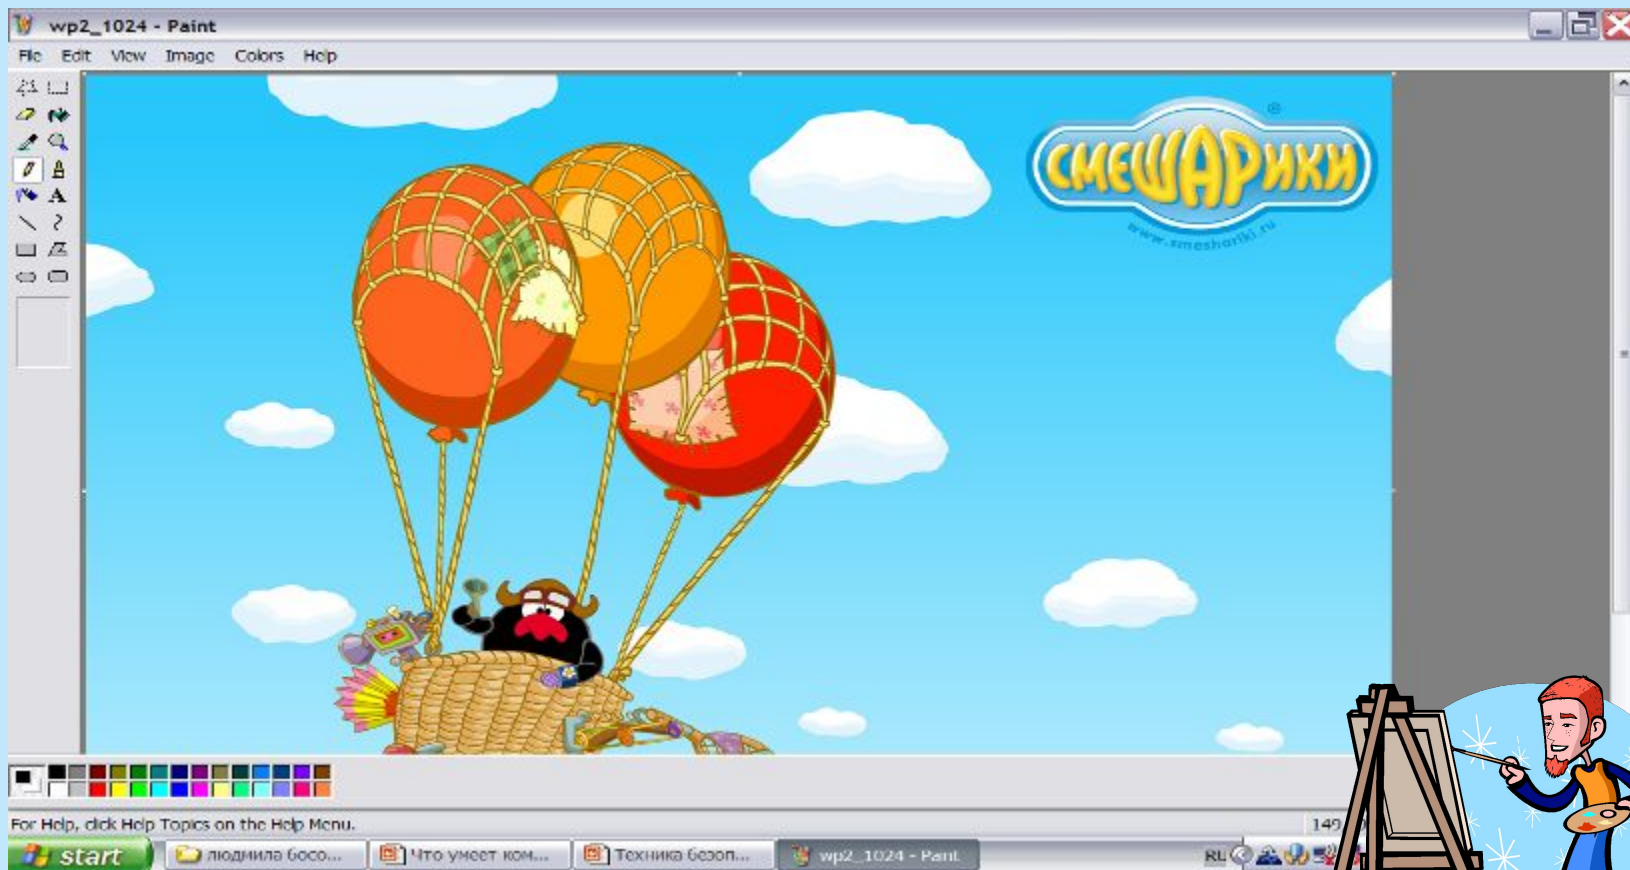 wp2_1024 - Paint
File Edit View Image Colors Help
СМЕШАРИКИ
®
www.smeshariki.ru
A
For Help, click Help Topics on the Help Menu.
149
start
людмила босо...
Что умеет ком...
Техника безоп...
wp2_1024 - Paint
RU